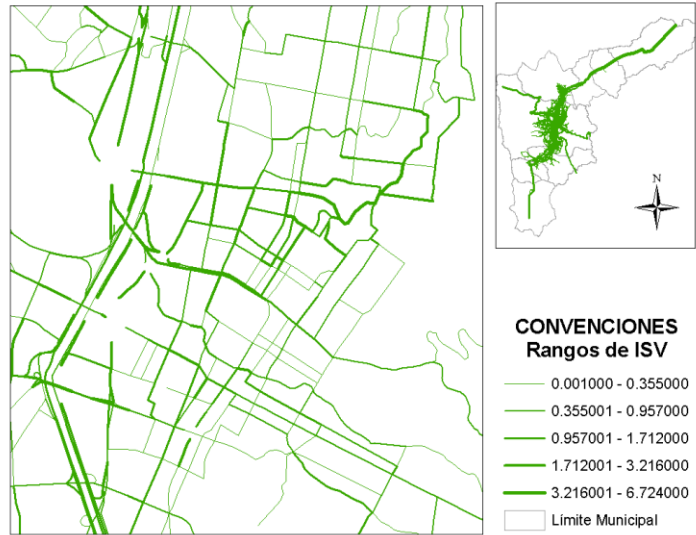 N
CONVENCIONES
Rangos de ISV
0.001000 - 0.355000
0.355001 - 0.957000
0.957001 - 1.712000
1.712001 - 3.216000
3.216001 - 6.724000
Límite Municipal